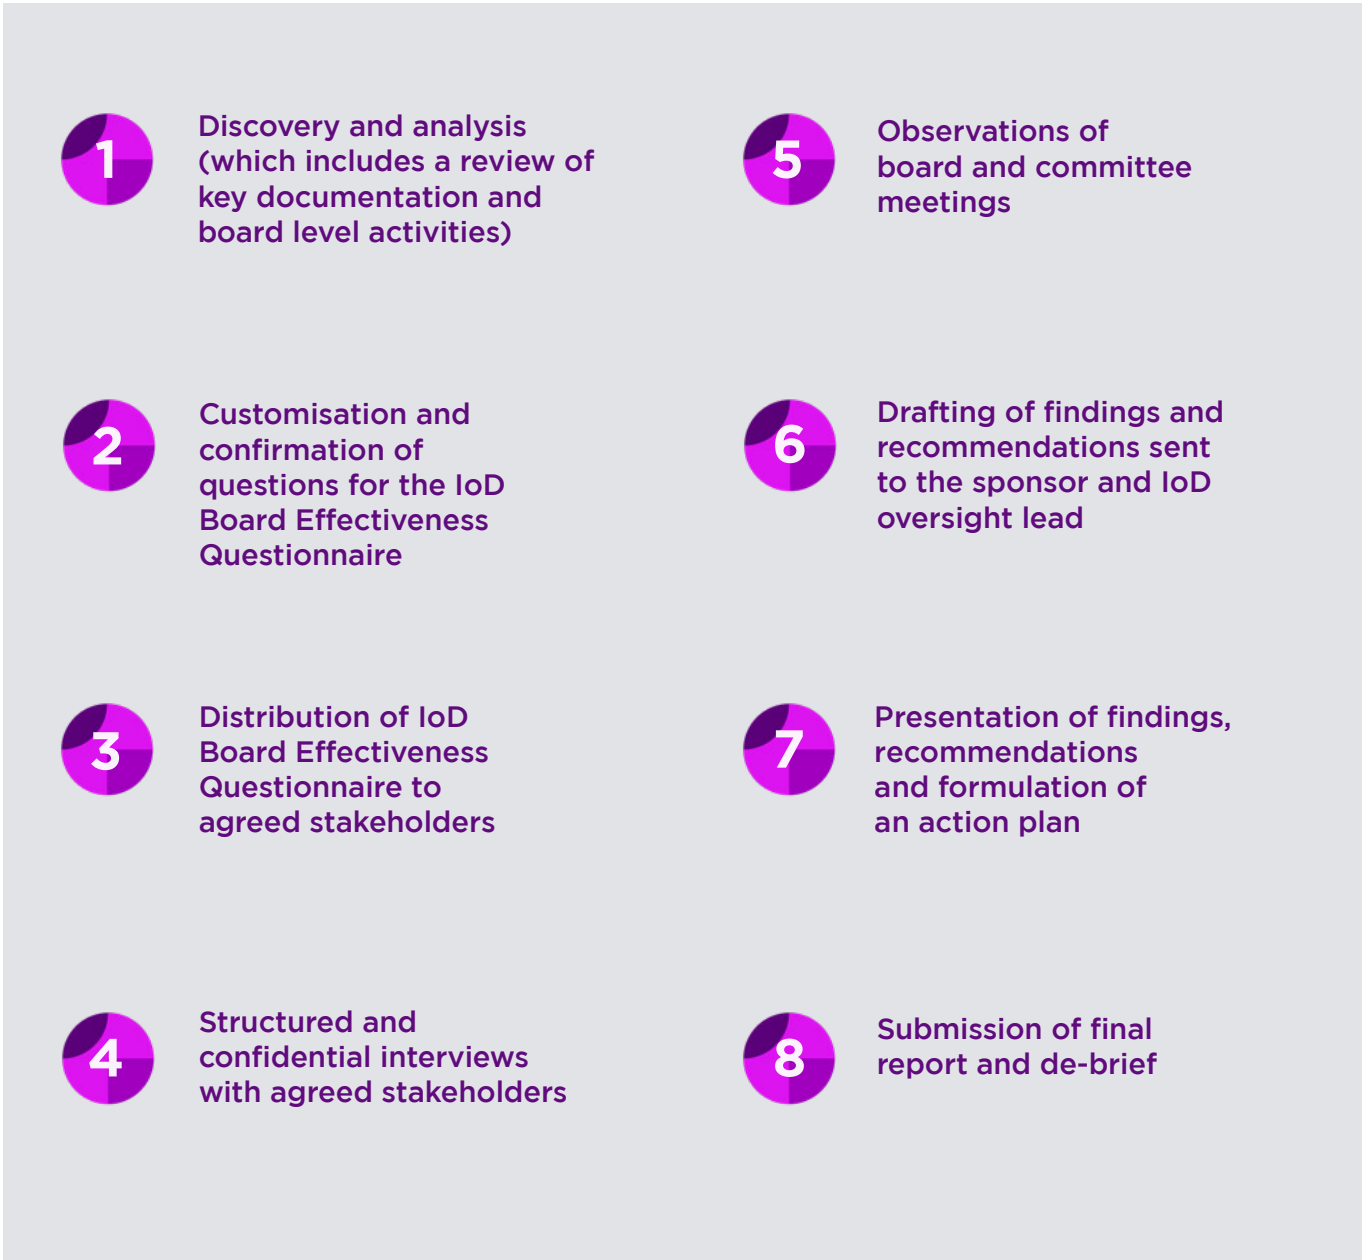 1
Discovery and analysis
(which includes a review of
key documentation and
board level activities)
2
Customisation and
confirmation of
questions for the IoD
Board Effectiveness
Questionnaire
3
Distribution of IoD
Board Effectiveness
Questionnaire to
agreed stakeholders
4
Structured and
confidential interviews
with agreed stakeholders
5
Observations of
board and committee
meetings
6
Drafting of findings and
recommendations sent
to the sponsor and IoD
oversight lead
7
Presentation of findings,
recommendations
and formulation of
an action plan
8
Submission of final
report and de-brief